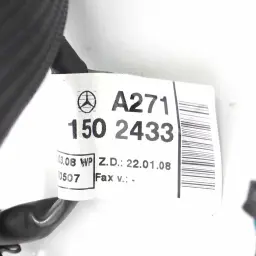 A271
150 2433
.08 WP Z.D.: 22.01.08
0507 Fax v.: -